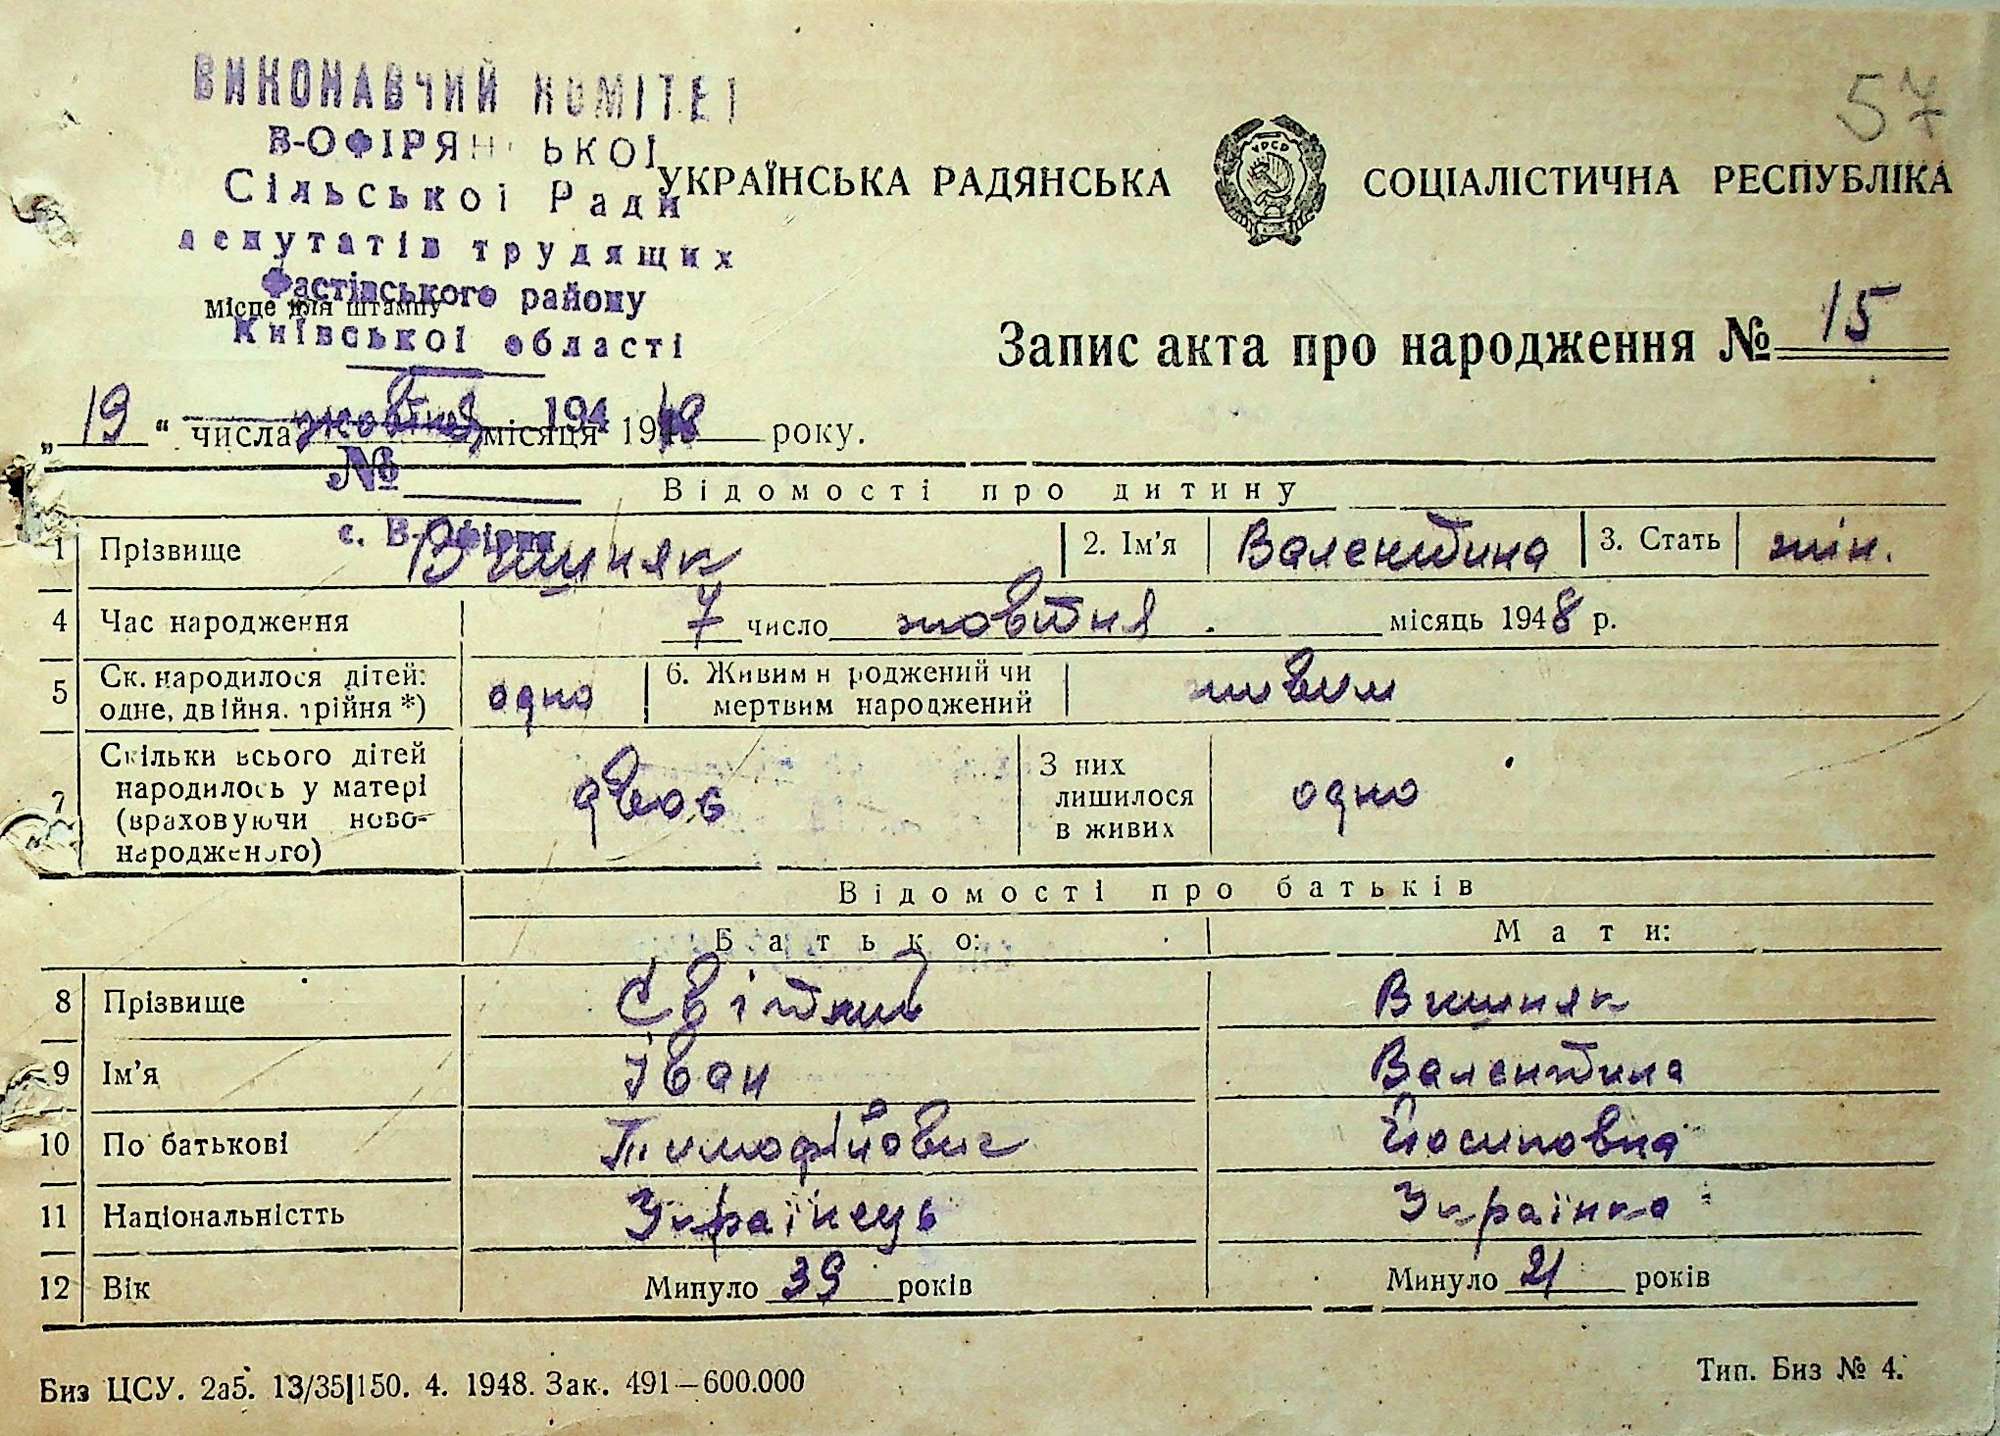 57
ВИКОНАВЧИЙ КОМІТЕТ
В-ОФІРЯНСЬКОЇ
Сільської Ради
депутатів трудящих
Фастівського району
Київської області
194
№
с. В-Офірня
УКРАЇНСЬКА РАДЯНСЬКА СОЦІАЛІСТИЧНА РЕСПУБЛІКА
УРСР
Місце для штампу
Запис акта про народження № 15
„19“ числа жовтня місяця 1948 року.
Відомості про дитину
1 Прізвище Вишняк 2. Ім'я Валентина 3. Стать жін.
4 Час народження 7 число жовтня місяць 1948 р.
5 Ск. народилося дітей: одне, двійня, трійня *) одно 6. Живим народжений чи мертвим народжений живим
7 Скільки всього дітей народилось у матері (враховуючи новонародженого) двоє З них лишилося в живих одно
Відомості про батьків
Батько: Мати:
8 Прізвище Вишняк
9 Ім'я Іван Валентина
10 По батькові Тимофійович Йосиповна
11 Національністть Українець Українка
12 Вік Минуло 39 років Минуло 21 років
Биз ЦСУ. 2а5. 13/35|150. 4. 1948. Зак. 491—600.000
Тип. Биз № 4.